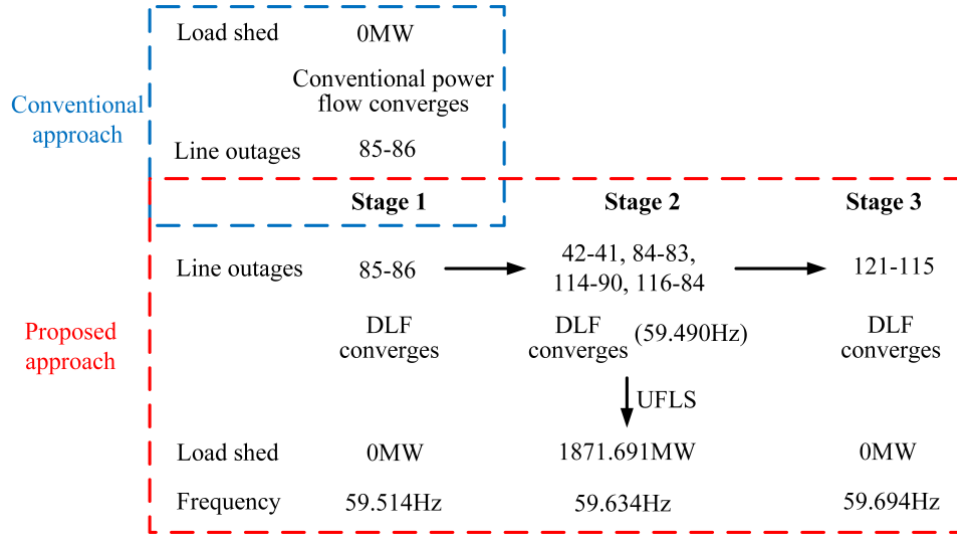 Load shed 0MW
Conventional power
flow converges
Conventional
approach
Line outages 85-86
Stage 1 Stage 2 Stage 3
Line outages 85-86 42-41, 84-83, 121-115
114-90, 116-84
Proposed
approach
DLF DLF (59.490Hz) DLF
converges converges converges
UFLS
Load shed 0MW 1871.691MW 0MW
Frequency 59.514Hz 59.634Hz 59.694Hz